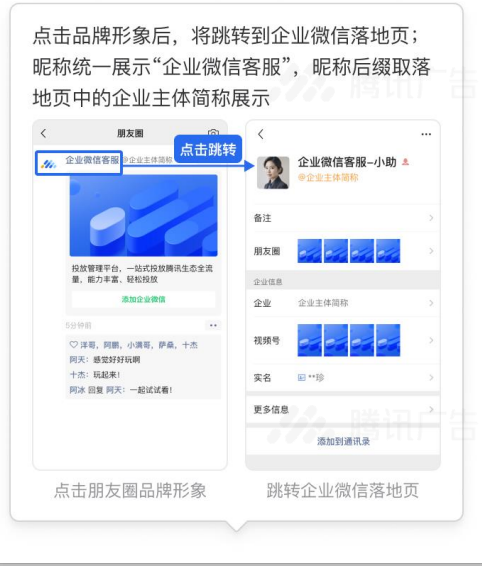 点击品牌形象后，将跳转到企业微信落地页；
昵称统一展示“企业微信客服”，昵称后缀取落
地页中的企业主体简称展示
朋友圈
企业微信客服 @企业主体简称
点击跳转
投放管理平台，一站式投放腾讯生态全流
量，能力丰富、轻松投放
添加企业微信
5分钟前
洋哥，阿鹏，小满哥，萨桑，十杰
阿天：感觉好好玩啊
十杰：玩起来！
阿冰 回复 阿天：一起试试看！
企业微信客服-小助
@企业主体简称
备注
朋友圈
企业信息
企业 企业主体简称
视频号
实名 **珍
更多信息
添加到通讯录
点击朋友圈品牌形象
跳转企业微信落地页
腾讯广告
腾讯广告